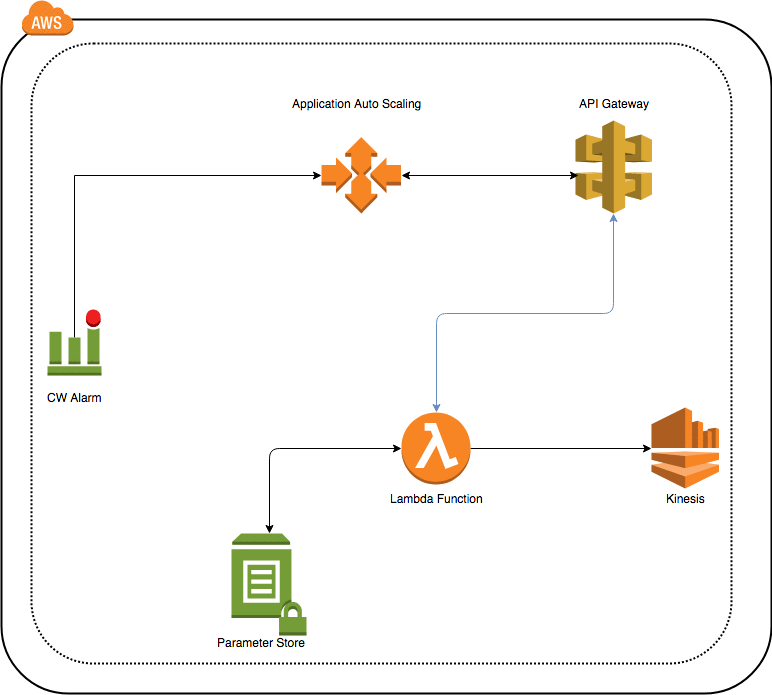 AWS
Application Auto Scaling
API Gateway
CW Alarm
Lambda Function
Kinesis
Parameter Store